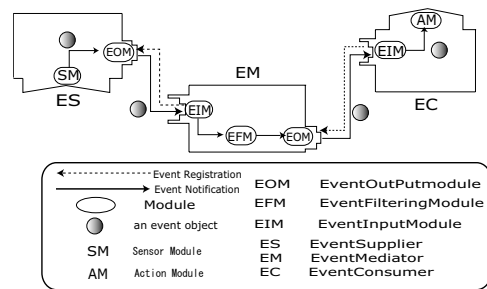 AM
EOM
SM
ES
EM
EIM
EC
EIM
EFM
EOM
Event Registration
Event Notification
Module
an event object
SM Sensor Module
AM Action Module
EOM EventOutPutmodule
EFM EventFilteringModule
EIM EventInputModule
ES EventSupplier
EM EventMediator
EC EventConsumer